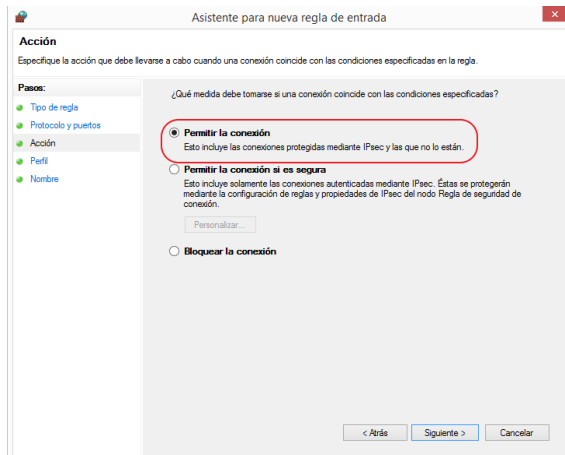 Asistente para nueva regla de entrada
Acción
Especifique la acción que debe llevarse a cabo cuando una conexión coincide con las condiciones especificadas en la regla.
Pasos:
Tipo de regla
Protocolo y puertos
Acción
Perfil
Nombre
¿Qué medida debe tomarse si una conexión coincide con las condiciones especificadas?
Permitir la conexión
Esto incluye las conexiones protegidas mediante IPsec y las que no lo están.
Permitir la conexión si es segura
Esto incluye solamente las conexiones autenticadas mediante IPsec. Éstas se protegerán
mediante la configuración de reglas y propiedades de IPsec del nodo Regla de seguridad de
conexión.
Personalizar...
Bloquear la conexión
< Atrás
Siguiente >
Cancelar